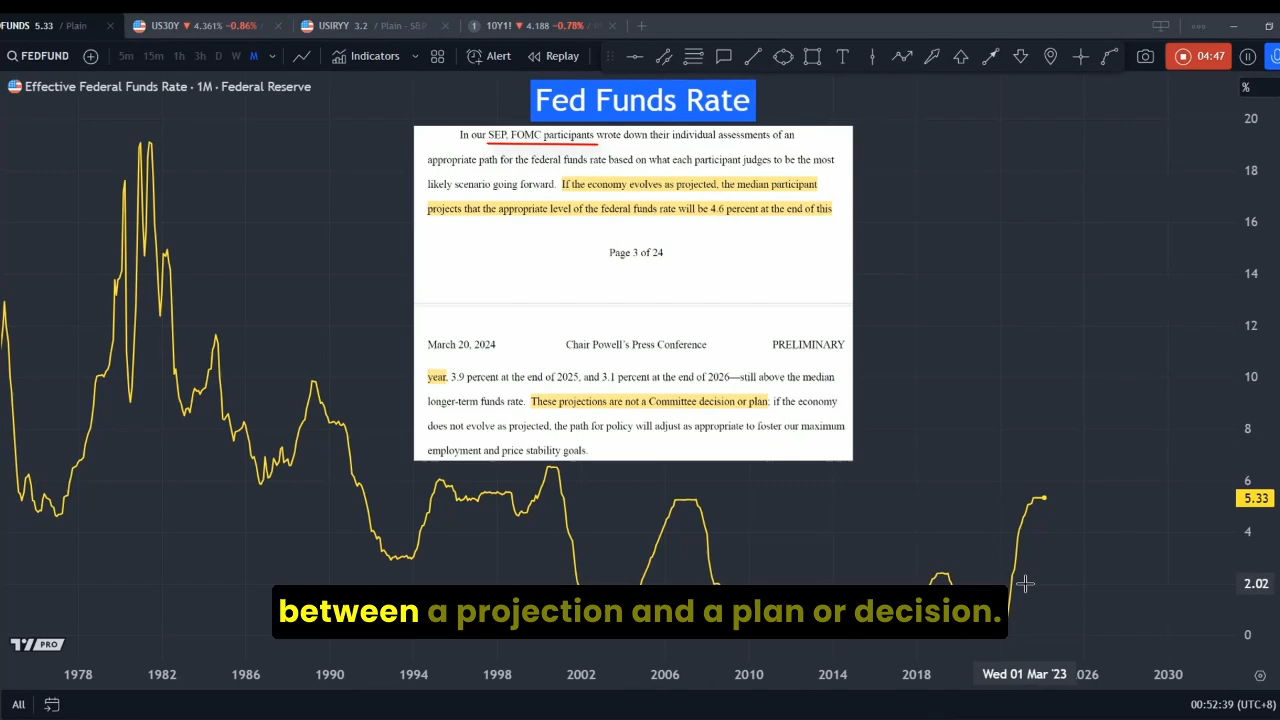 FUNDS 5.33 / Plain
US30Y ▼ 4.361% −0.86%
USIRYY 3.2 / Plain - $BP
10Y1! ▼ 4.188 −0.78%
FEDFUND
5m 15m 1h 3h D W M
Indicators
Alert
Replay
04:47
Effective Federal Funds Rate · 1M · Federal Reserve
%
Fed Funds Rate
In our SEP, FOMC participants wrote down their individual assessments of an
appropriate path for the federal funds rate based on what each participant judges to be the most
likely scenario going forward. If the economy evolves as projected, the median participant
projects that the appropriate level of the federal funds rate will be 4.6 percent at the end of this
Page 3 of 24
March 20, 2024 Chair Powell's Press Conference PRELIMINARY
year, 3.9 percent at the end of 2025, and 3.1 percent at the end of 2026—still above the median
longer-term funds rate. These projections are not a Committee decision or plan; if the economy
does not evolve as projected, the path for policy will adjust as appropriate to foster our maximum
employment and price stability goals.
20
18
16
14
12
10
8
6
5.33
4
2.02
0
between a projection and a plan or decision.
PRO
1978 1982 1986 1990 1994 1998 2002 2006 2010 2014 2018 Wed 01 Mar '23 026 2030
All
00:52:39 (UTC+8)